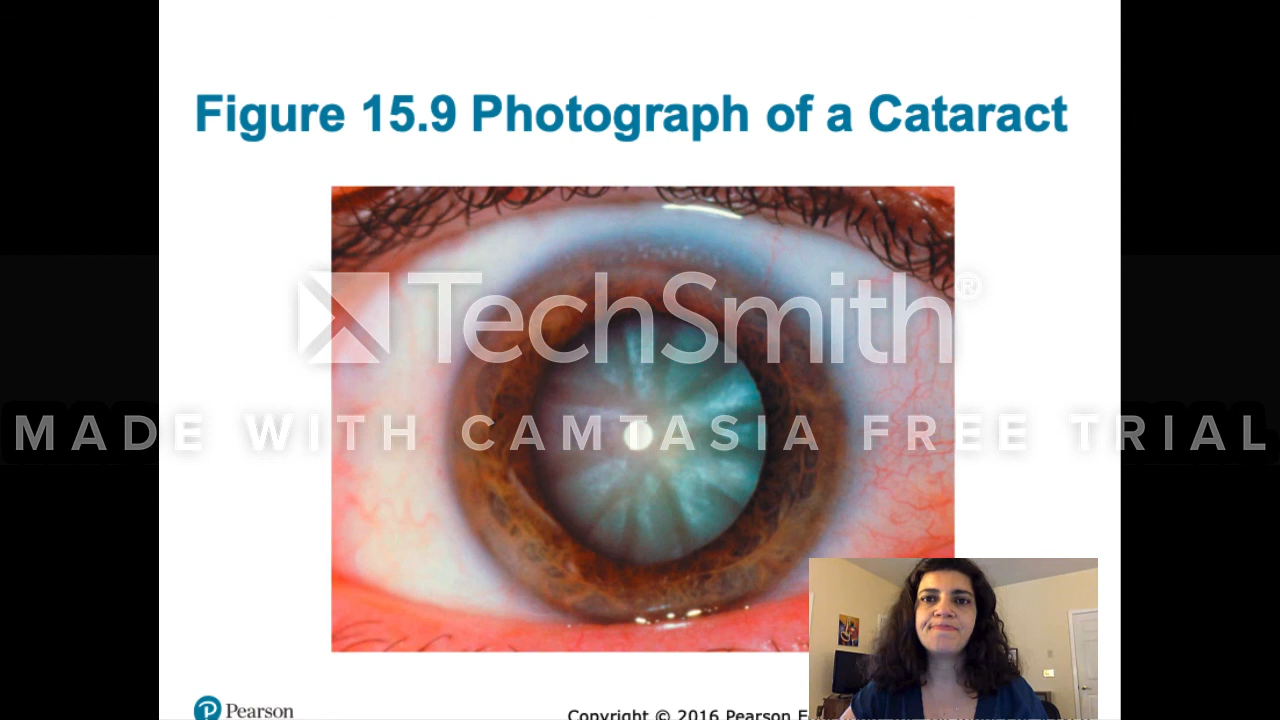 Figure 15.9 Photograph of a Cataract
TechSmith®
MADE WITH CAMTASIA FREE TRIAL
Pearson
Copyright © 2016 Pearson